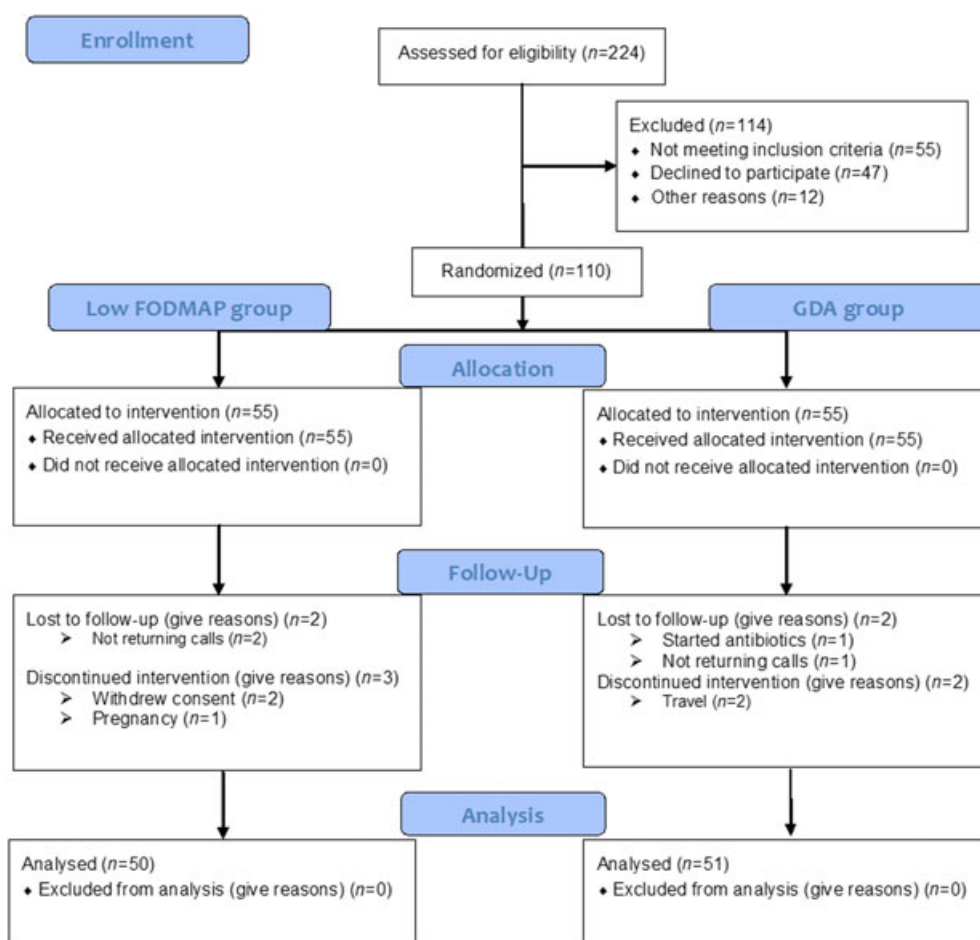 Enrollment
Assessed for eligibility (n=224)
Excluded (n=114)
⬥ Not meeting inclusion criteria (n=55)
⬥ Declined to participate (n=47)
⬥ Other reasons (n=12)
Randomized (n=110)
Low FODMAP group
GDA group
Allocation
Allocated to intervention (n=55)
⬥ Received allocated intervention (n=55)
⬥ Did not receive allocated intervention (n=0)
Allocated to intervention (n=55)
⬥ Received allocated intervention (n=55)
⬥ Did not receive allocated intervention (n=0)
Follow-Up
Lost to follow-up (give reasons) (n=2)
➢ Not returning calls (n=2)
Discontinued intervention (give reasons) (n=3)
➢ Withdrew consent (n=2)
➢ Pregnancy (n=1)
Lost to follow-up (give reasons) (n=2)
➢ Started antibiotics (n=1)
➢ Not returning calls (n=1)
Discontinued intervention (give reasons) (n=2)
➢ Travel (n=2)
Analysis
Analysed (n=50)
⬥ Excluded from analysis (give reasons) (n=0)
Analysed (n=51)
⬥ Excluded from analysis (give reasons) (n=0)